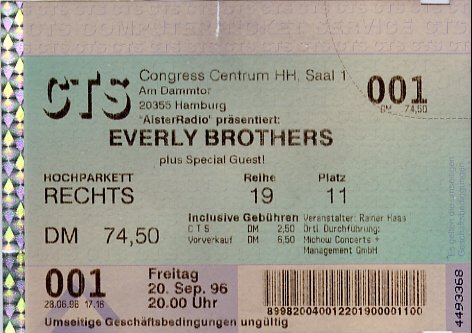 CTS
Congress Centrum HH, Saal 1
Am Dammtor
20355 Hamburg
'AlsterRadio' präsentiert:
001
DM 74,50
EVERLY BROTHERS
plus Special Guest!
HOCHPARKETT Reihe Platz
RECHTS 19 11
DM 74,50
Inclusive Gebühren
CTS DM 2,50
Vorverkauf DM 6,50
Veranstalter: Rainer Haas
Örtl Durchführung:
Michow Concerts +
Management GmbH
001
28.06.96 17.16
Freitag
20. Sep. 96
20.00 Uhr
89982004001220190000 1100
Umseitige Geschäftsbedingungen ungültig
4493368